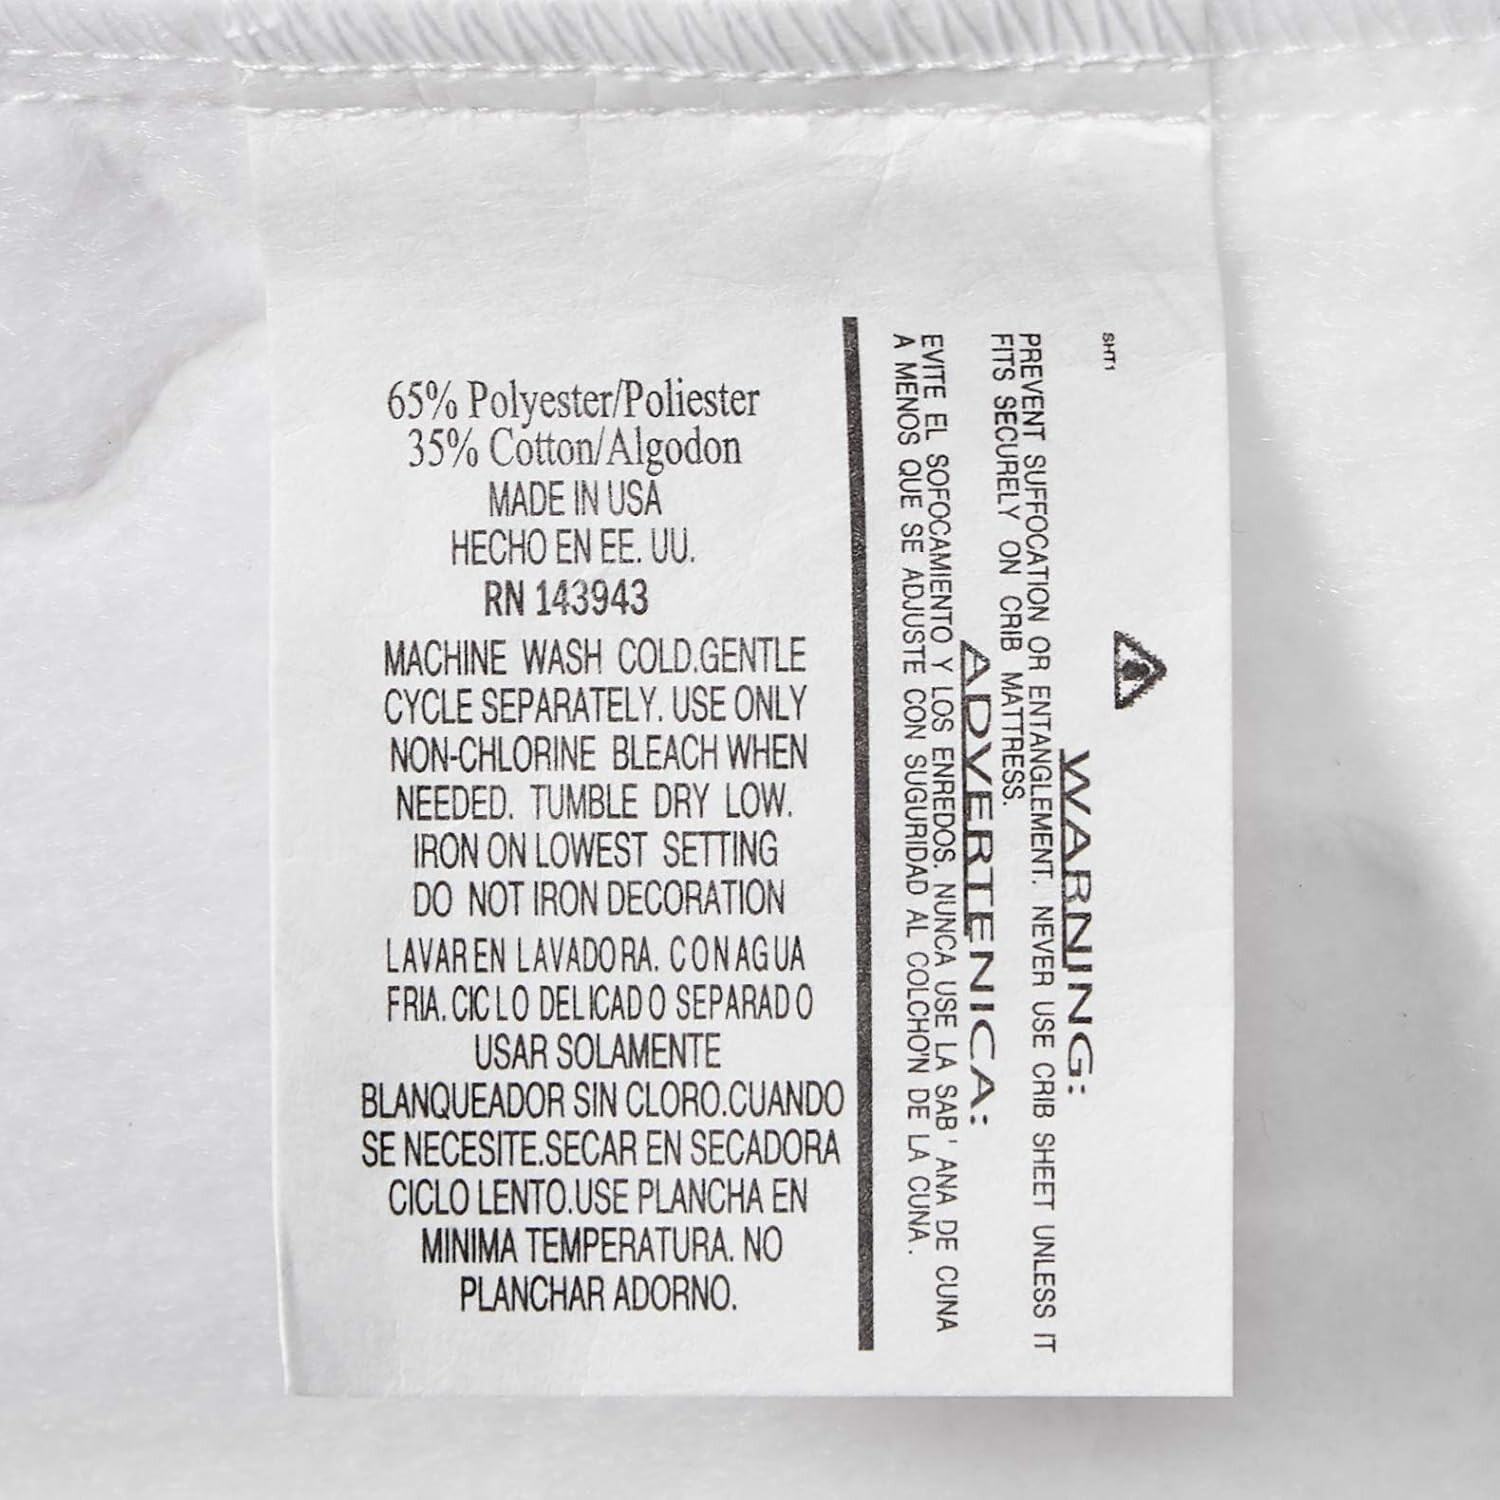 65% Polyester/Poliester
35% Cotton/Algodon
MADE IN USA
HECHO EN EE. UU.
RN 143943
MACHINE WASH COLD.GENTLE
CYCLE SEPARATELY. USE ONLY
NON-CHLORINE BLEACH WHEN
NEEDED. TUMBLE DRY LOW.
IRON ON LOWEST SETTING
DO NOT IRON DECORATION
LAVAR EN LAVADORA. CON AGUA
FRIA. CICLO DELICADO SEPARADO
USAR SOLAMENTE
BLANQUEADOR SIN CLORO.CUANDO
SE NECESITE.SECAR EN SECADORA
CICLO LENTO.USE PLANCHA EN
MINIMA TEMPERATURA. NO
PLANCHAR ADORNO.
SHT1
WARNING:
PREVENT SUFFOCATION OR ENTANGLEMENT. NEVER USE CRIB SHEET UNLESS IT
FITS SECURELY ON CRIB MATTRESS.
ADVERTENICA:
EVITE EL SOFOCAMIENTO Y LOS ENREDOS. NUNCA USE LA SAB'ANA DE CUNA
A MENOS QUE SE ADJUSTE CON SUGURIDAD AL COLCHO'N DE LA CUNA.